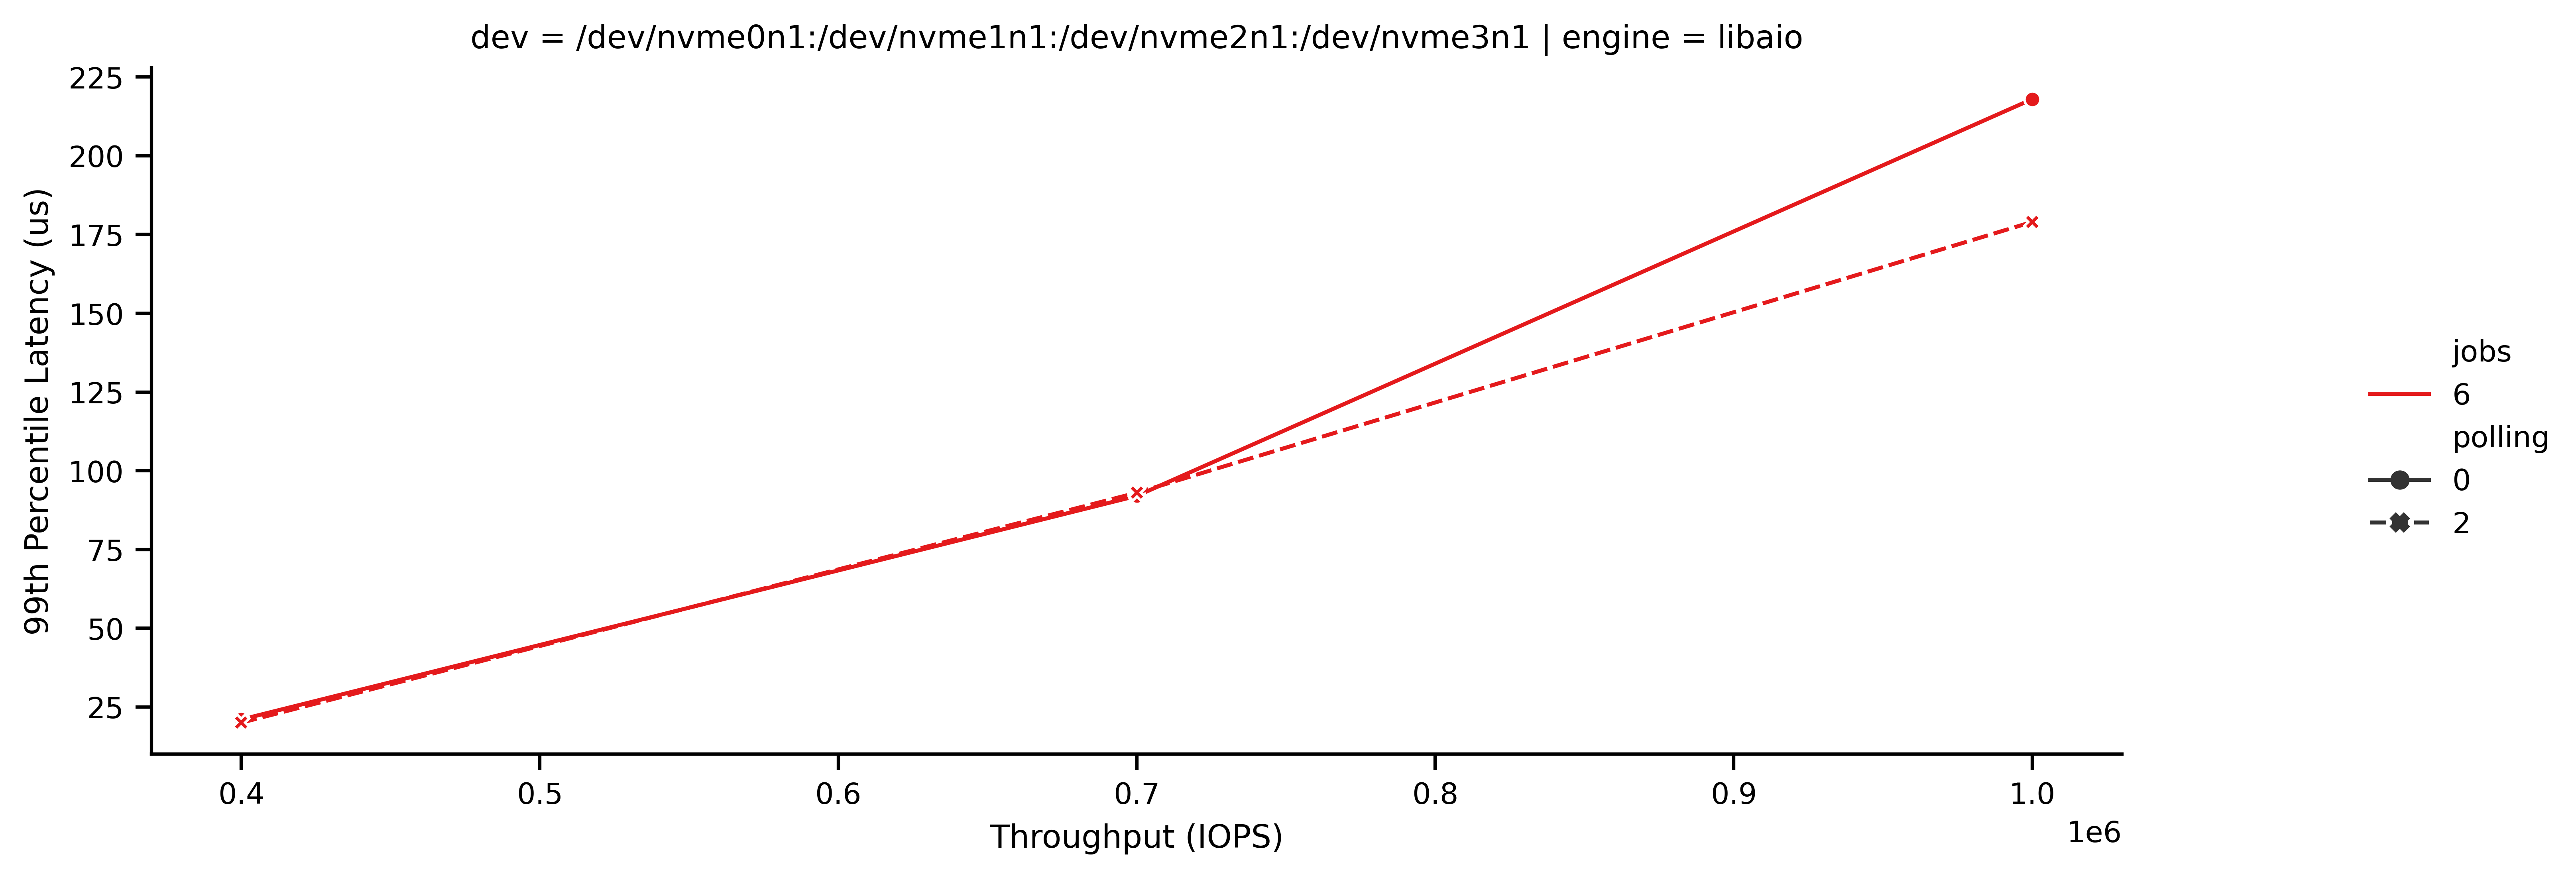 dev = /dev/nvme0n1:/dev/nvme1n1:/dev/nvme2n1:/dev/nvme3n1 | engine = libaio
99th Percentile Latency (us)
225
200
175
150
125
100
75
50
25
0.4 0.5 0.6 0.7 0.8 0.9 1.0
1e6
Throughput (IOPS)
jobs
6
polling
0
2